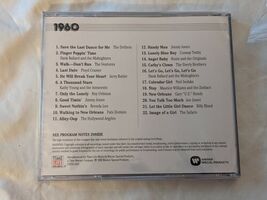 1960
1. Save the Last Dance for Me The Drifters
2. Finger Poppin' Time
Hank Ballard and the Midnighters
3. Walk--Don't Run The Ventures
4. Last Date Floyd Cramer
5. He Will Break Your Heart Jerry Butler
6. A Thousand Stars
Kathy Young and the Innocents
7. Only the Lonely Roy Orbison
8. Good Timin' Jimmy Jones
9. Sweet Nothin's Brenda Lee
10. Walking to New Orleans Fats Domino
11. Alley-Oop The Hollywood Argyles
12. Handy Man Jimmy Jones
13. Lonely Blue Boy Conway Twitty
14. Angel Baby Rosie and the Originals
15. Cathy's Clown The Everly Brothers
16. Let's Go, Let's Go, Let's Go
Hank Ballard and the Midnighters
17. Calendar Girl Neil Sedaka
18. Stay Maurice Williams and the Zodiacs
19. New Orleans Gary "U.S." Bonds
20. You Talk Too Much Joe Jones
21. Let the Little Girl Dance Billy Bland
22. Image of a Girl The Safaris
SEE PROGRAM NOTES INSIDE
TIME
LIFE
MUSIC
WARNER
SPECIAL PRODUCTS